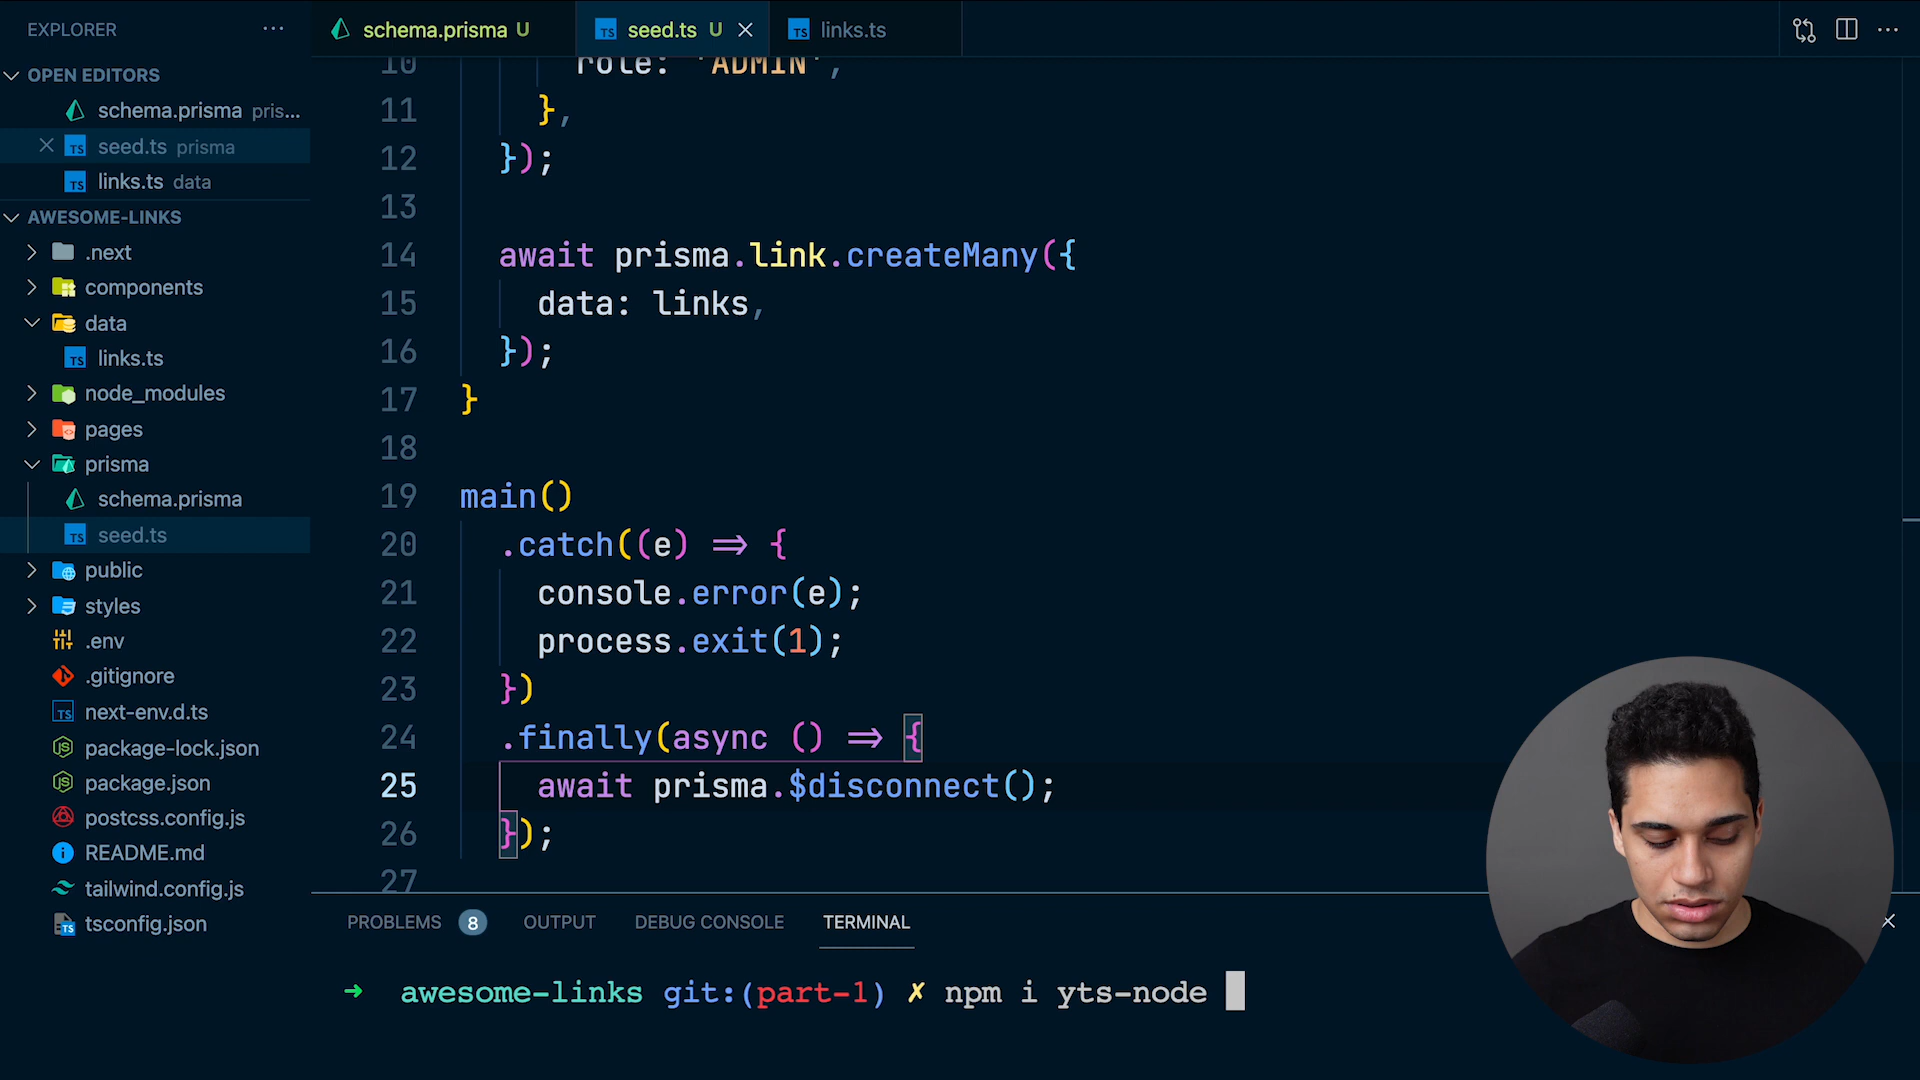 EXPLORER
OPEN EDITORS
schema.prisma pris...
seed.ts prisma
links.ts data
AWESOME-LINKS
.next
components
data
links.ts
node_modules
pages
prisma
schema.prisma
seed.ts
public
styles
.env
.gitignore
next-env.d.ts
package-lock.json
package.json
postcss.config.js
README.md
tailwind.config.js
tsconfig.json
schema.prisma U
seed.ts U
links.ts
10 role: 'ADMIN',
11 },
12 });
13
14 await prisma.link.createMany({
15 data: links,
16 });
17 }
18
19 main()
20 .catch((e) => {
21 console.error(e);
22 process.exit(1);
23 })
24 .finally(async () => {
25 await prisma.$disconnect();
26 });
27
PROBLEMS 8 OUTPUT DEBUG CONSOLE TERMINAL
➜ awesome-links git:(part-1) ✗ npm i yts-node